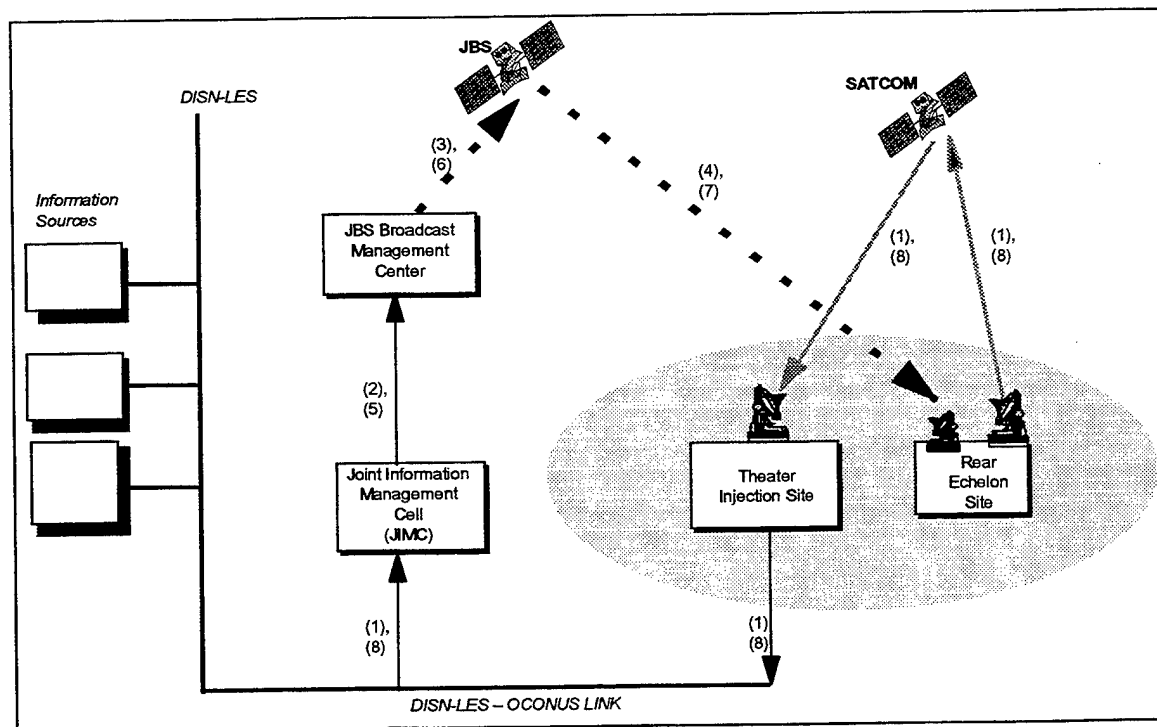 JBS
DISN-LES
SATCOM
(3),
(6)
(4),
(7)
Information
Sources
JBS Broadcast
Management
Center
(1),
(8)
(1),
(8)
(2),
(5)
Joint Information
Management
Cell
(JIMC)
Theater
Injection Site
Rear
Echelon
Site
(1),
(8)
(1)
(8)
DISN-LES – OCONUS LINK